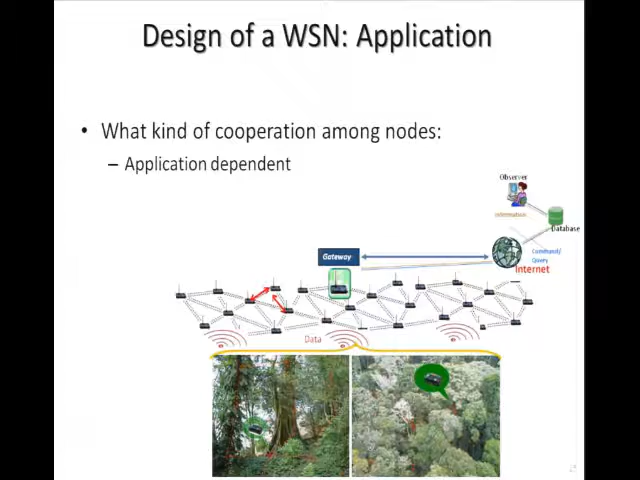 Design of a WSN: Application
• What kind of cooperation among nodes:
– Application dependent
Observer
Information
Database
Gateway
Command/
Query
Internet
Data